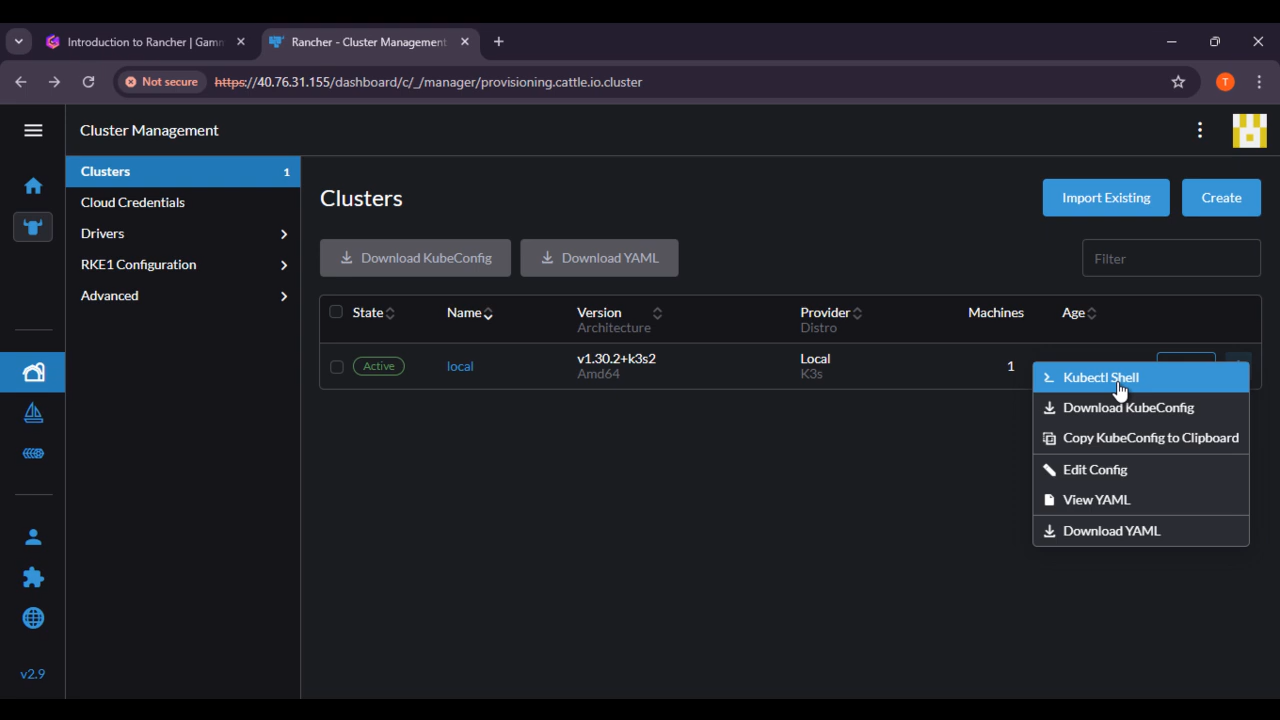 Introduction to Rancher | Gamm
Rancher - Cluster Management
Not secure
https://40.76.31.155/dashboard/c/_/manager/provisioning.cattle.io.cluster
T
Cluster Management
Clusters 1
Cloud Credentials
Drivers
RKE1 Configuration
Advanced
v2.9
Clusters
Import Existing
Create
Download KubeConfig
Download YAML
Filter
State Name Version Provider Machines Age
Architecture Distro
Active local v1.30.2+k3s2 Local 1
Amd64 K3s
Kubectl Shell
Download KubeConfig
Copy KubeConfig to Clipboard
Edit Config
View YAML
Download YAML